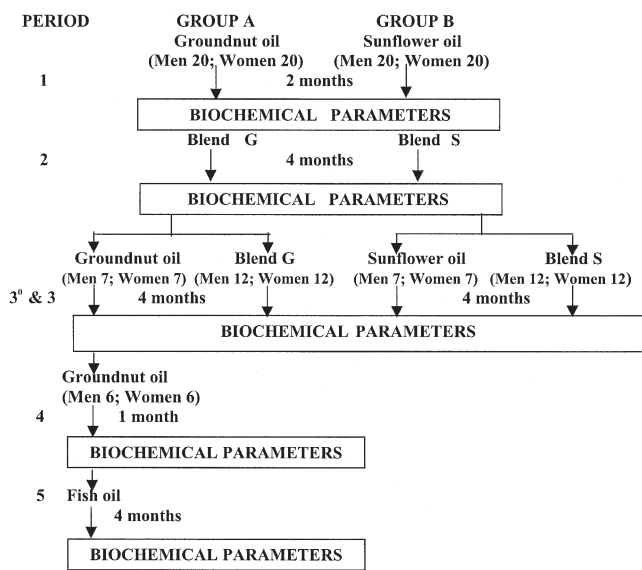 PERIOD GROUP A GROUP B
Groundnut oil Sunflower oil
(Men 20; Women 20) (Men 20; Women 20)
1 2 months
BIOCHEMICAL PARAMETERS
Blend G Blend S
2 4 months
BIOCHEMICAL PARAMETERS
Groundnut oil Blend G Sunflower oil Blend S
(Men 7; Women 7) (Men 12; Women 12) (Men 7; Women 7) (Men 12; Women 12)
3⁰ & 3 4 months 4 months
BIOCHEMICAL PARAMETERS
Groundnut oil
(Men 6; Women 6)
4 1 month
BIOCHEMICAL PARAMETERS
5 Fish oil
4 months
BIOCHEMICAL PARAMETERS